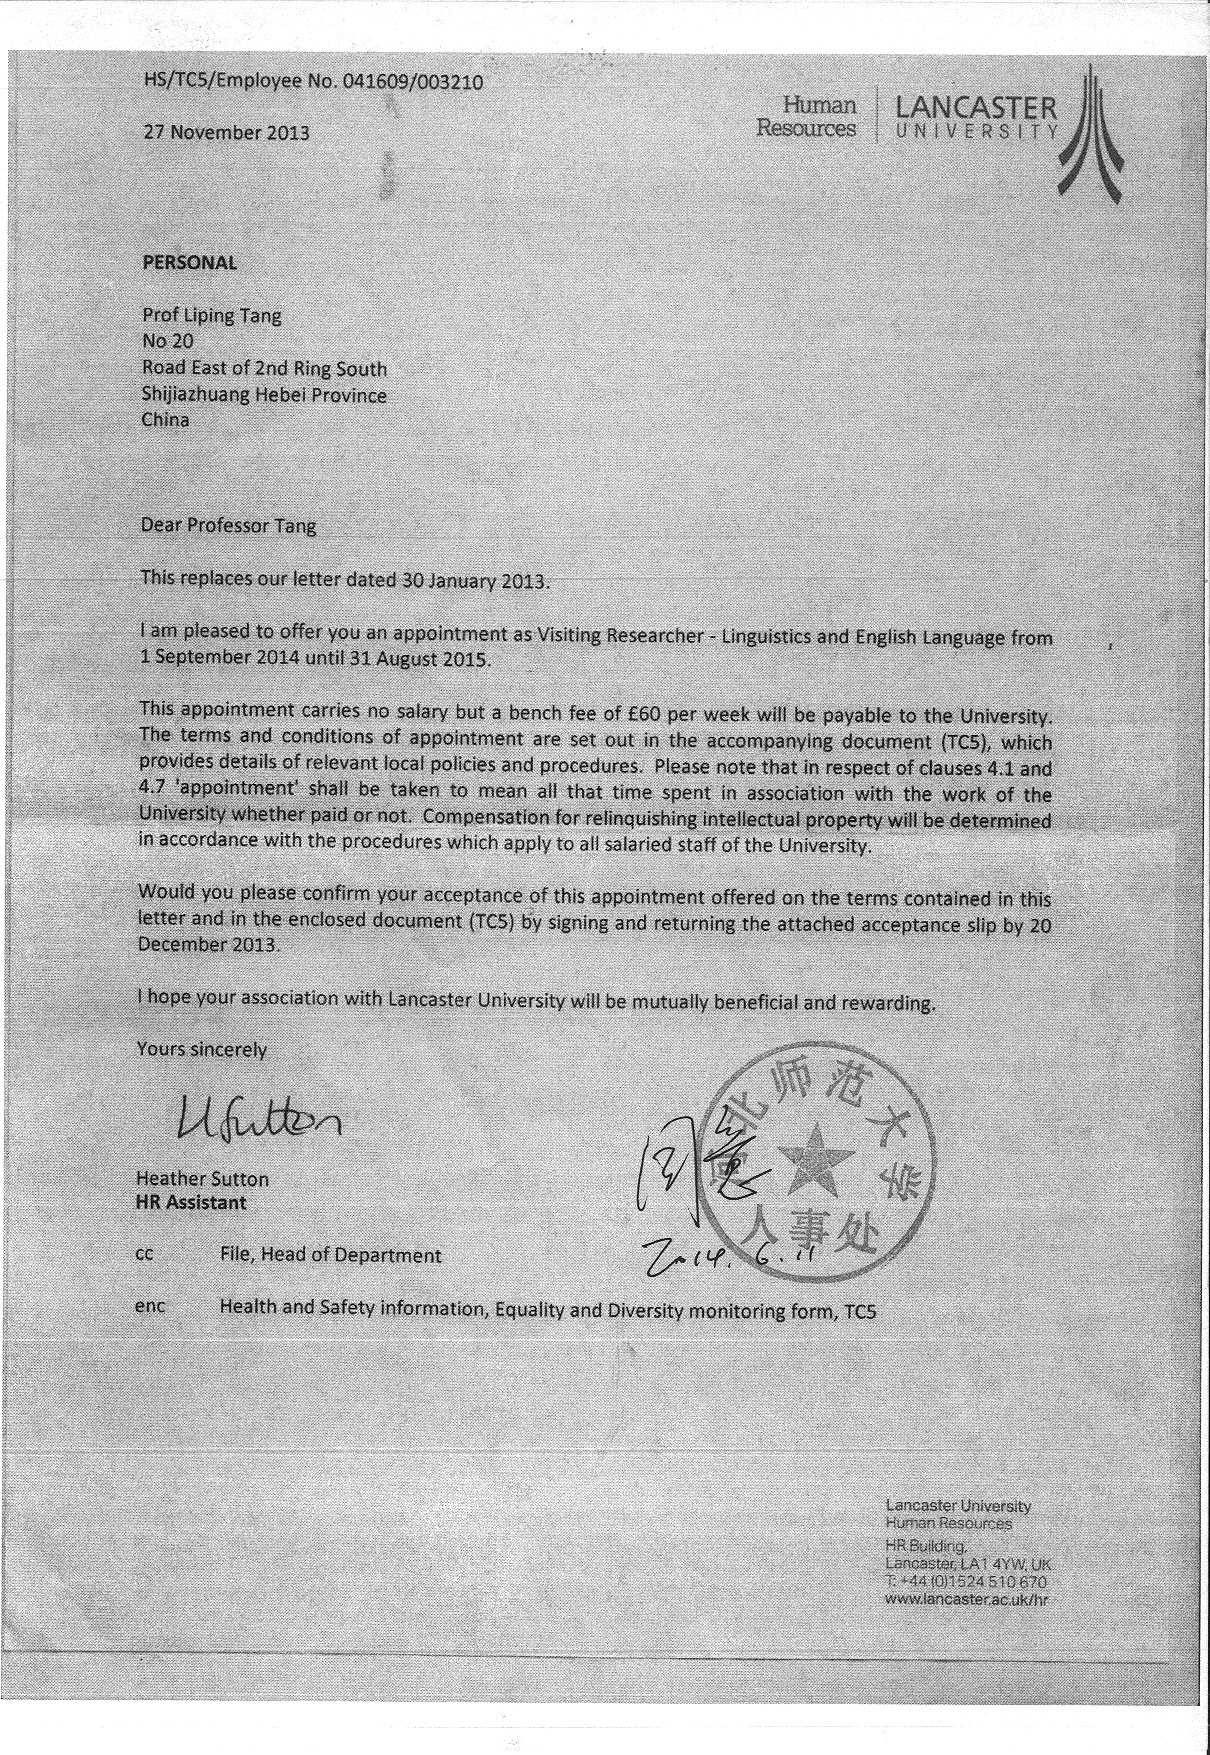 HS/TC5/Employee No. 041609/003210
Human
Resources
LANCASTER
UNIVERSITY
27 November 2013
PERSONAL
Prof Liping Tang
No 20
Road East of 2nd Ring South
Shijiazhuang Hebei Province
China
Dear Professor Tang
This replaces our letter dated 30 January 2013.
I am pleased to offer you an appointment as Visiting Researcher - Linguistics and English Language from
1 September 2014 until 31 August 2015.
This appointment carries no salary but a bench fee of £60 per week will be payable to the University.
The terms and conditions of appointment are set out in the accompanying document (TC5), which
provides details of relevant local policies and procedures. Please note that in respect of clauses 4.1 and
4.7 'appointment' shall be taken to mean all that time spent in association with the work of the
University whether paid or not. Compensation for relinquishing intellectual property will be determined
in accordance with the procedures which apply to all salaried staff of the University.
Would you please confirm your acceptance of this appointment offered on the terms contained in this
letter and in the enclosed document (TC5) by signing and returning the attached acceptance slip by 20
December 2013.
I hope your association with Lancaster University will be mutually beneficial and rewarding.
Yours sincerely
H Sutton
Heather Sutton
HR Assistant
河北师范大学
人事处
2014.6.11
cc File, Head of Department
enc Health and Safety information, Equality and Diversity monitoring form, TC5
Lancaster University
Human Resources
HR Building,
Lancaster, LA1 4YW, UK
T: +44 (0)1524 510 670
www.lancaster.ac.uk/hr